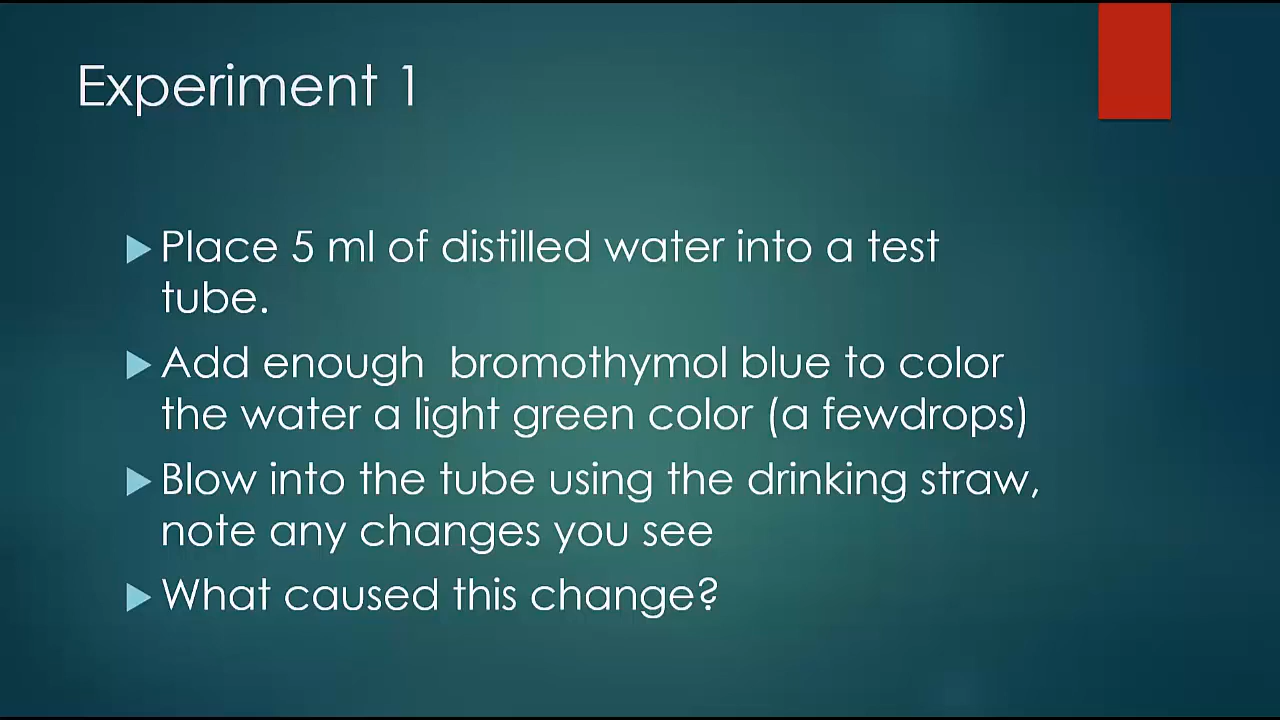 Experiment 1
Place 5 ml of distilled water into a test
tube.
Add enough  bromothymol blue to color
the water a light green color (a fewdrops)
Blow into the tube using the drinking straw,
note any changes you see
What caused this change?